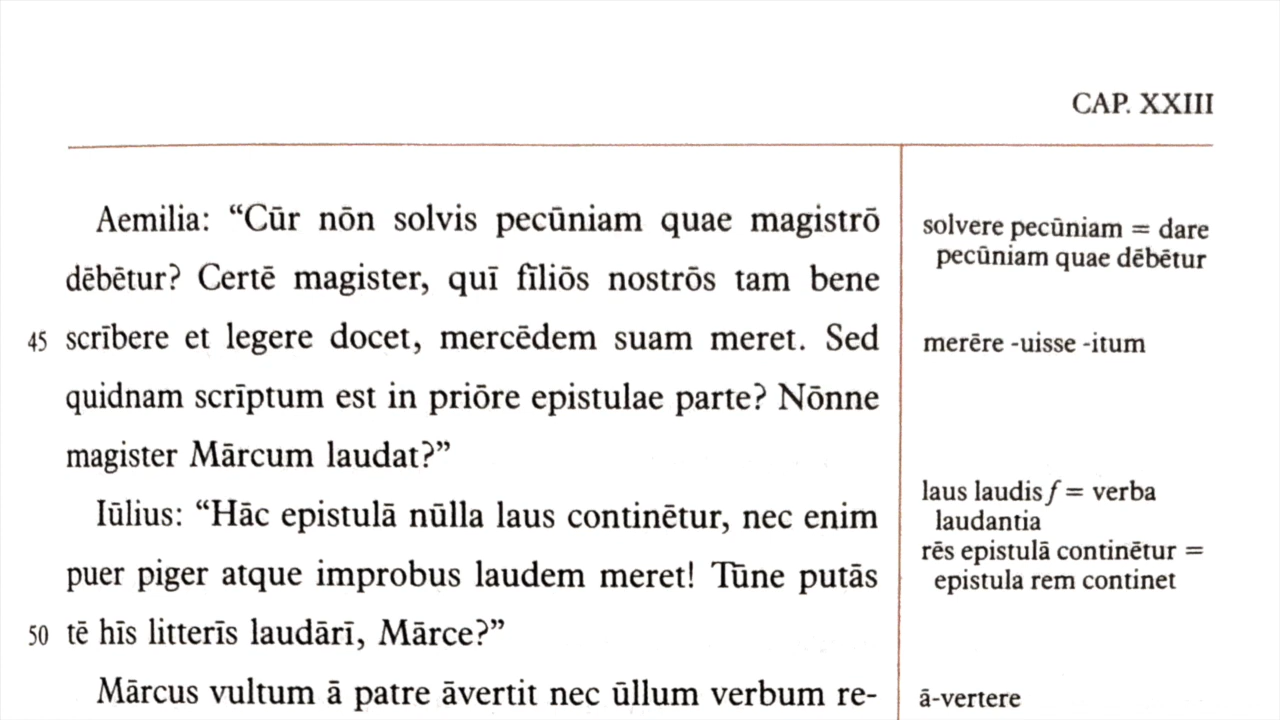 CAP. XXIII
Aemilia: “Cūr nōn solvis pecūniam quae magistrō
dēbētur? Certē magister, quī fīliōs nostrōs tam bene
45 scrībere et legere docet, mercēdem suam meret. Sed
quidnam scrīptum est in priōre epistulae parte? Nōnne
magister Mārcum laudat?”
Iūlius: “Hāc epistulā nūlla laus continētur, nec enim
puer piger atque improbus laudem meret! Tūne putās
50 tē hīs litterīs laudārī, Mārce?”
Mārcus vultum ā patre āvertit nec ūllum verbum re-
solvere pecūniam = dare
pecūniam quae dēbētur
merēre -uisse -itum
laus laudis f = verba
laudantia
rēs epistulā continētur =
epistula rem continet
ā-vertere